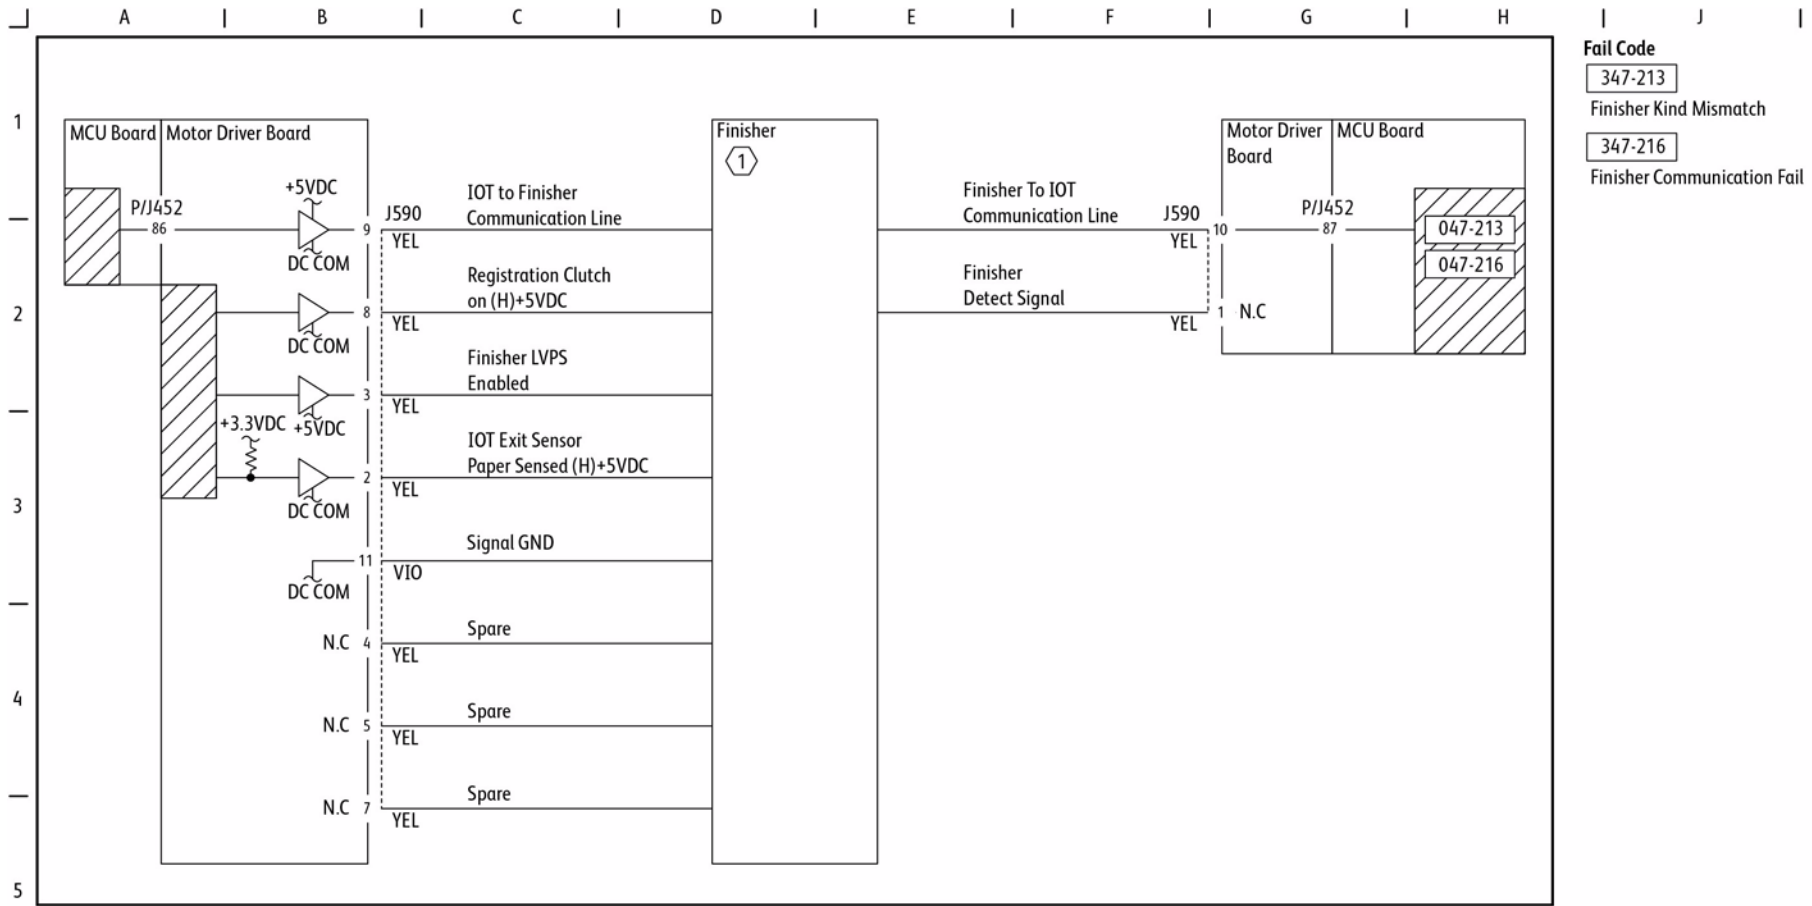 A B C D E F G H J
Fail Code
347-213
Finisher Kind Mismatch
347-216
Finisher Communication Fail
1
2
3
4
5
MCU Board
Motor Driver Board
P/J452
86
+5VDC
DC COM
9
J590
YEL
IOT to Finisher
Communication Line
DC COM
8
YEL
Registration Clutch
on (H)+5VDC
+5VDC
3
YEL
Finisher LVPS
Enabled
+3.3VDC
DC COM
2
YEL
IOT Exit Sensor
Paper Sensed (H)+5VDC
DC COM
11
VIO
Signal GND
N.C 4
YEL
Spare
N.C 5
YEL
Spare
N.C 7
YEL
Spare
Finisher
1
Finisher To IOT
Communication Line
J590
YEL
10
Finisher
Detect Signal
YEL
1 N.C
Motor Driver
Board
MCU Board
P/J452
87
047-213
047-216